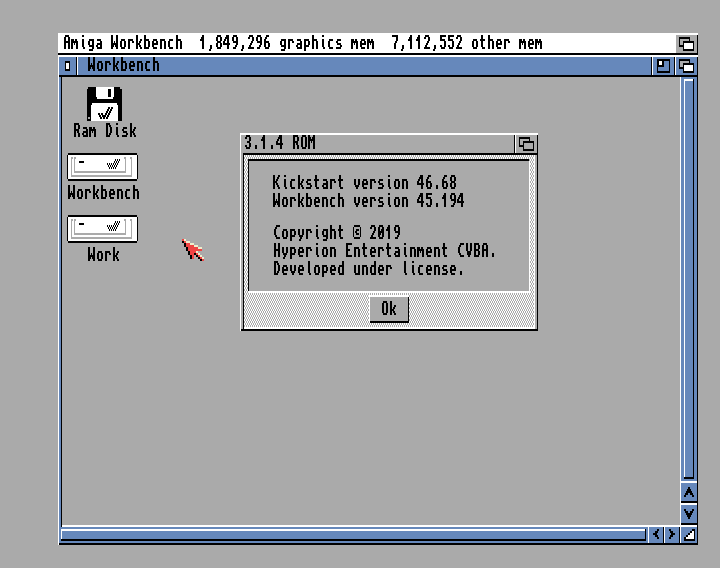 Amiga Workbench  1,849,296 graphics mem  7,112,552 other mem
Workbench
Ram Disk
Workbench
Work
3.1.4 ROM
Kickstart version 46.68
Workbench version 45.194
Copyright © 2019
Hyperion Entertainment CVBA.
Developed under license.
Ok